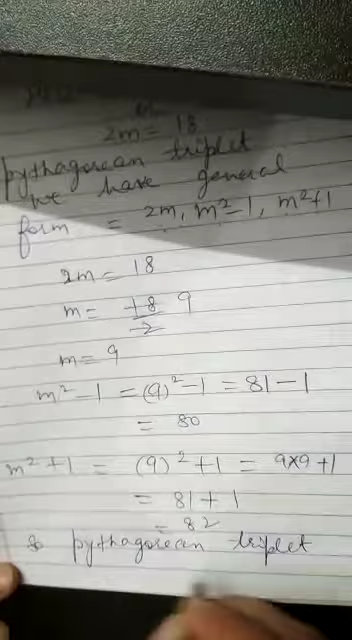 2m = 18
pythagorean triplet
we have general
form = 2m, m²-1, m²+1
2m = 18
m = 18/2 9
m = 9
m²-1 = (9)²-1 = 81-1
= 80
m²+1 = (9)²+1 = 9×9+1
= 81+1
= 82
so pythagorean triplet